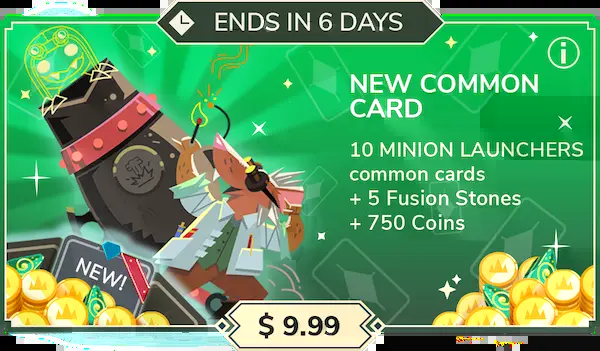 ENDS IN 6 DAYS
NEW COMMON
CARD
10 MINION LAUNCHERS
common cards
+ 5 Fusion Stones
+ 750 Coins
NEW!
$ 9.99